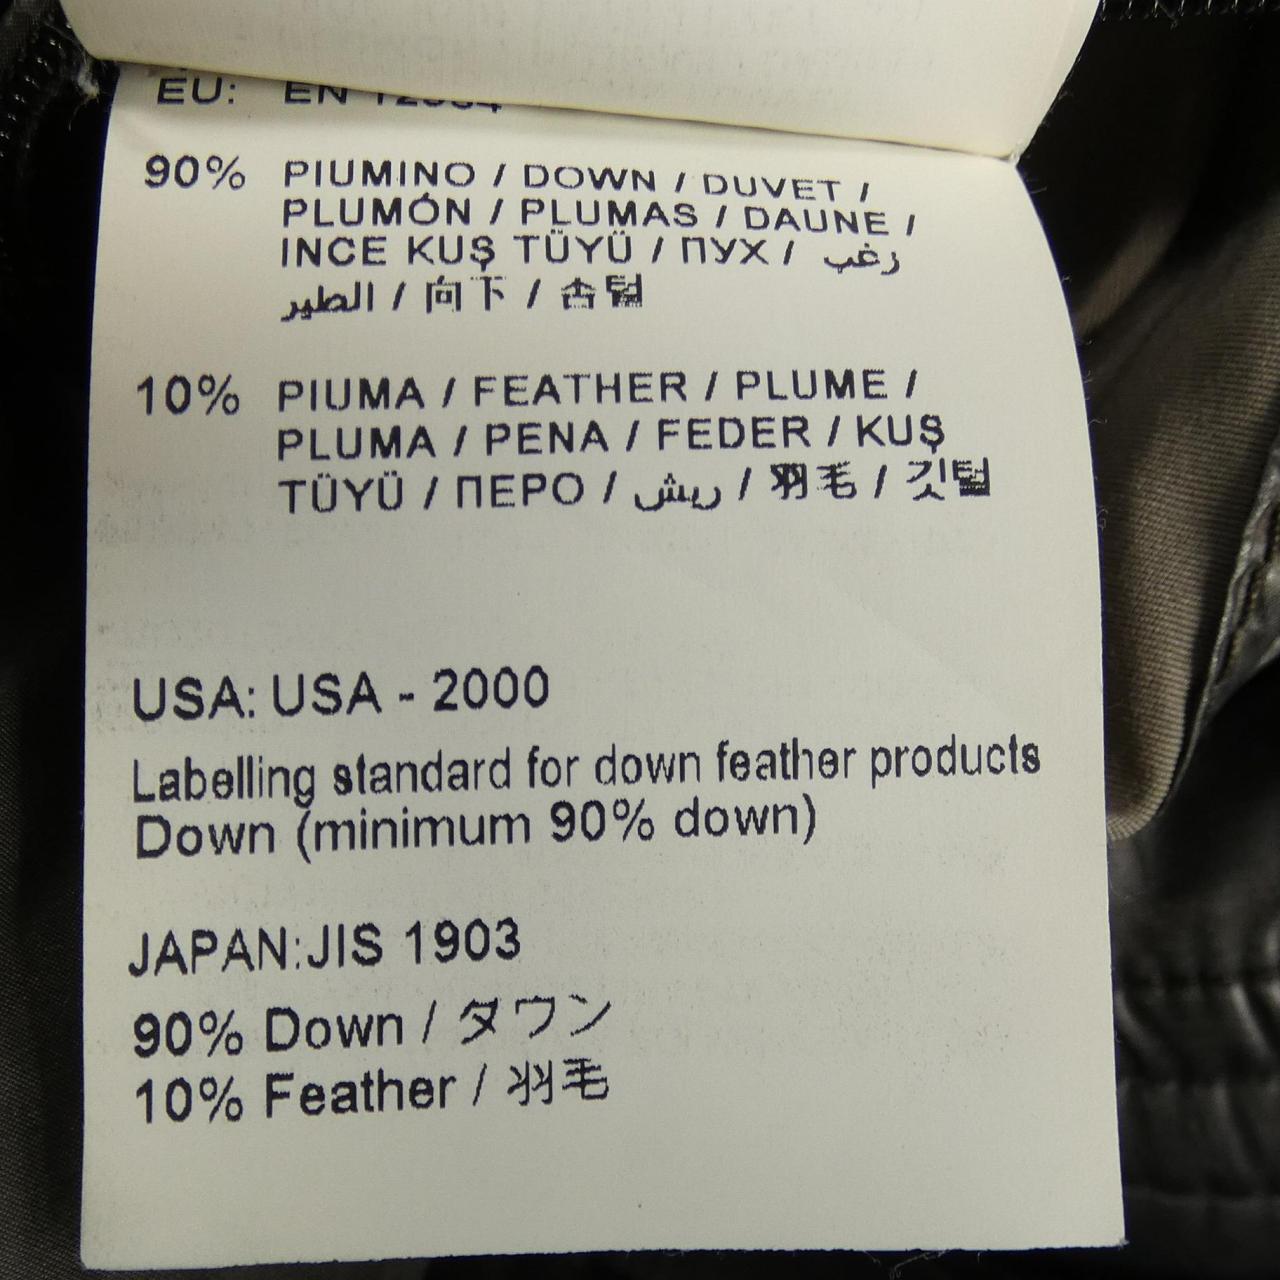 EU: EN 12934
90% PIUMINO / DOWN / DUVET /
PLUMÓN / PLUMAS / DAUNE /
INCE KUŞ TÜYÜ / ПУХ / زغب
الطير / 向下 / 솜털
10% PIUMA / FEATHER / PLUME /
PLUMA / PENA / FEDER / KUŞ
TÜYÜ / ПЕРО / ريش / 羽毛 / 깃털
USA: USA - 2000
Labelling standard for down feather products
Down (minimum 90% down)
JAPAN:JIS 1903
90% Down / ダウン
10% Feather / 羽毛